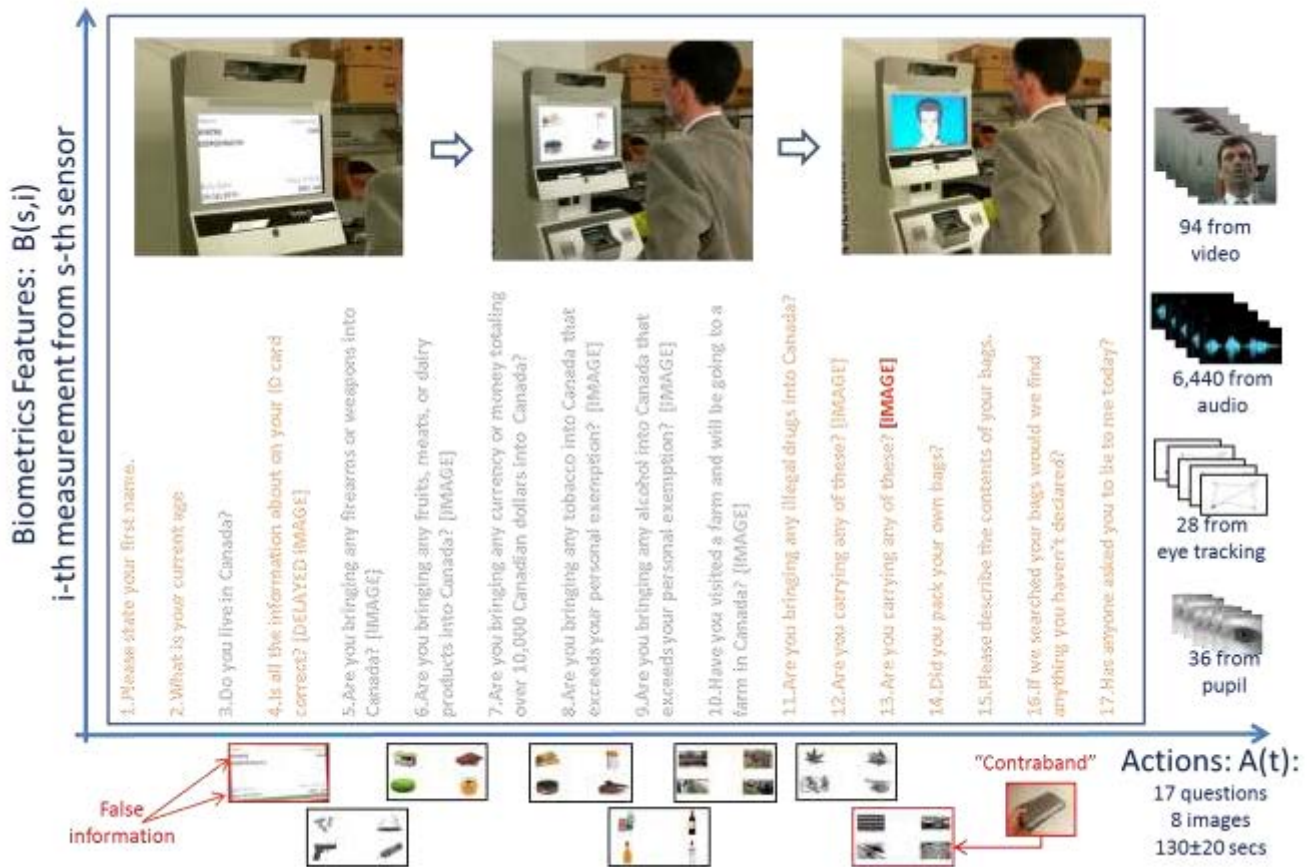 Biometrics Features: B(s,i)
i-th measurement from s-th sensor
1.Please state your first name.
2.What is your current age
3.Do you live in Canada?
4.Is all the information about on your ID card
correct? [DELAYED IMAGE]
5.Are you bringing any firearms or weapons into
Canada? [IMAGE]
6.Are you bringing any fruits, meats, or dairy
products into Canada? [IMAGE]
7.Are you bringing any currency or money totaling
over 10,000 Canadian dollars into Canada?
8.Are you bringing any tobacco into Canada that
exceeds your personal exemption? [IMAGE]
9.Are you bringing any alcohol into Canada that
exceeds your personal exemption? [IMAGE]
10.Have you visited a farm and will be going to a
farm in Canada? [IMAGE]
11.Are you bringing any illegal drugs into Canada?
12.Are you carrying any of these? [IMAGE]
13.Are you carrying any of these? [IMAGE]
14.Did you pack your own bags?
15.Please describe the contents of your bags.
16.If we searched your bags would we find
anything you haven't declared?
17.Has anyone asked you to lie to me today?
94 from
video
6,440 from
audio
28 from
eye tracking
36 from
pupil
False
information
"Contraband"
Actions: A(t):
17 questions
8 images
130±20 secs